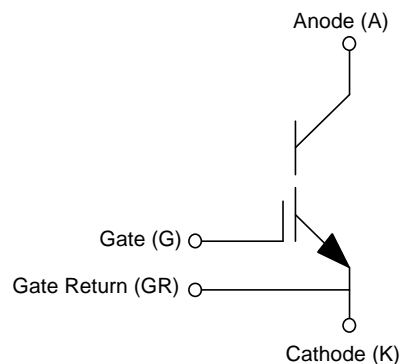 Anode (A)
Gate (G)
Gate Return (GR)
Cathode (K)